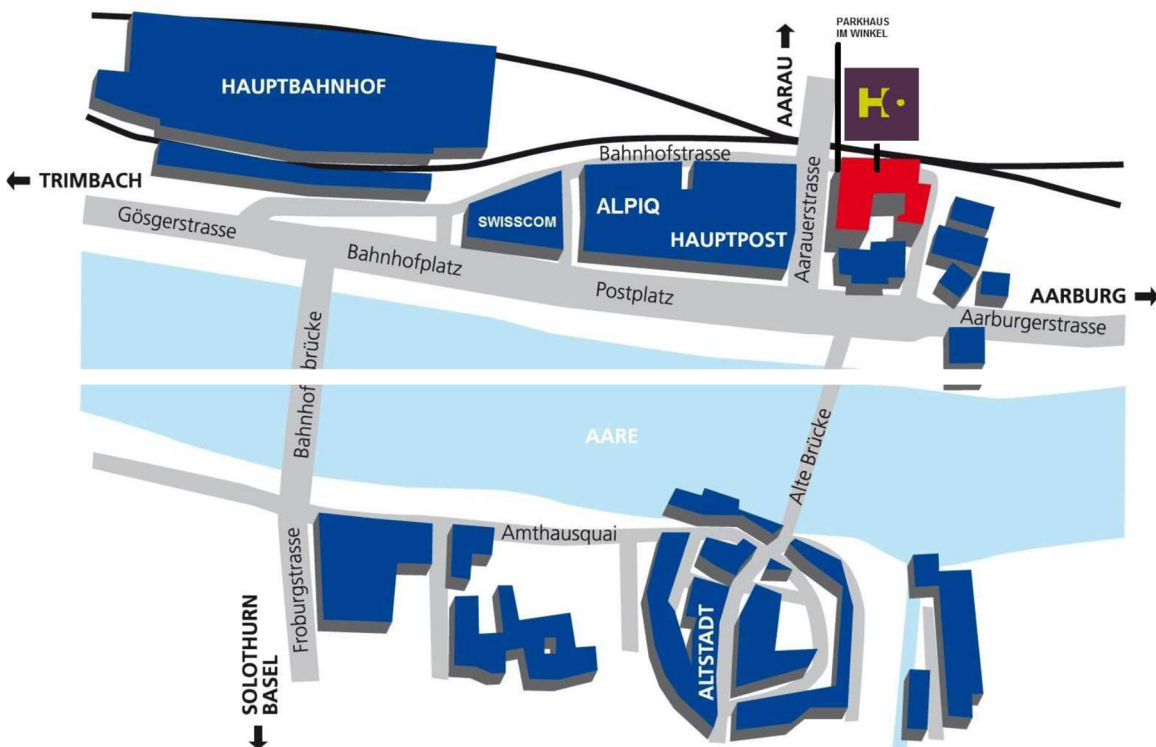 PARKHAUS
IM WINKEL
AARAU
HAUPTBAHNHOF
Bahnhofstrasse
TRIMBACH
Gösgerstrasse
SWISSCOM
ALPIQ
HAUPTPOST
Aarauerstrasse
Bahnhofplatz
Postplatz
AARBURG
Aarburgerstrasse
Bahnhofbrücke
AARE
Alte Brücke
Amthausquai
Froburgstrasse
ALTSTADT
SOLOTHURN
BASEL